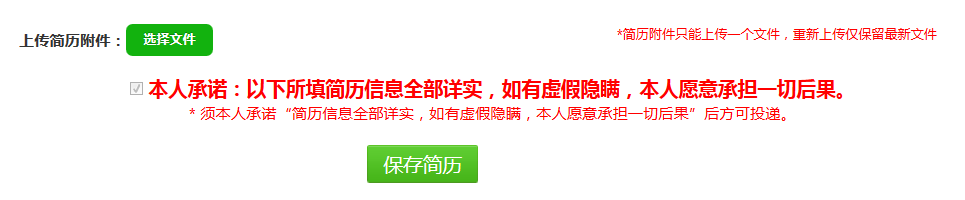 上传简历附件：
选择文件
*简历附件只能上传一个文件，重新上传仅保留最新文件
本人承诺：以下所填简历信息全部详实，如有虚假隐瞒，本人愿意承担一切后果。
* 须本人承诺“简历信息全部详实，如有虚假隐瞒，本人愿意承担一切后果”后方可投递。
保存简历